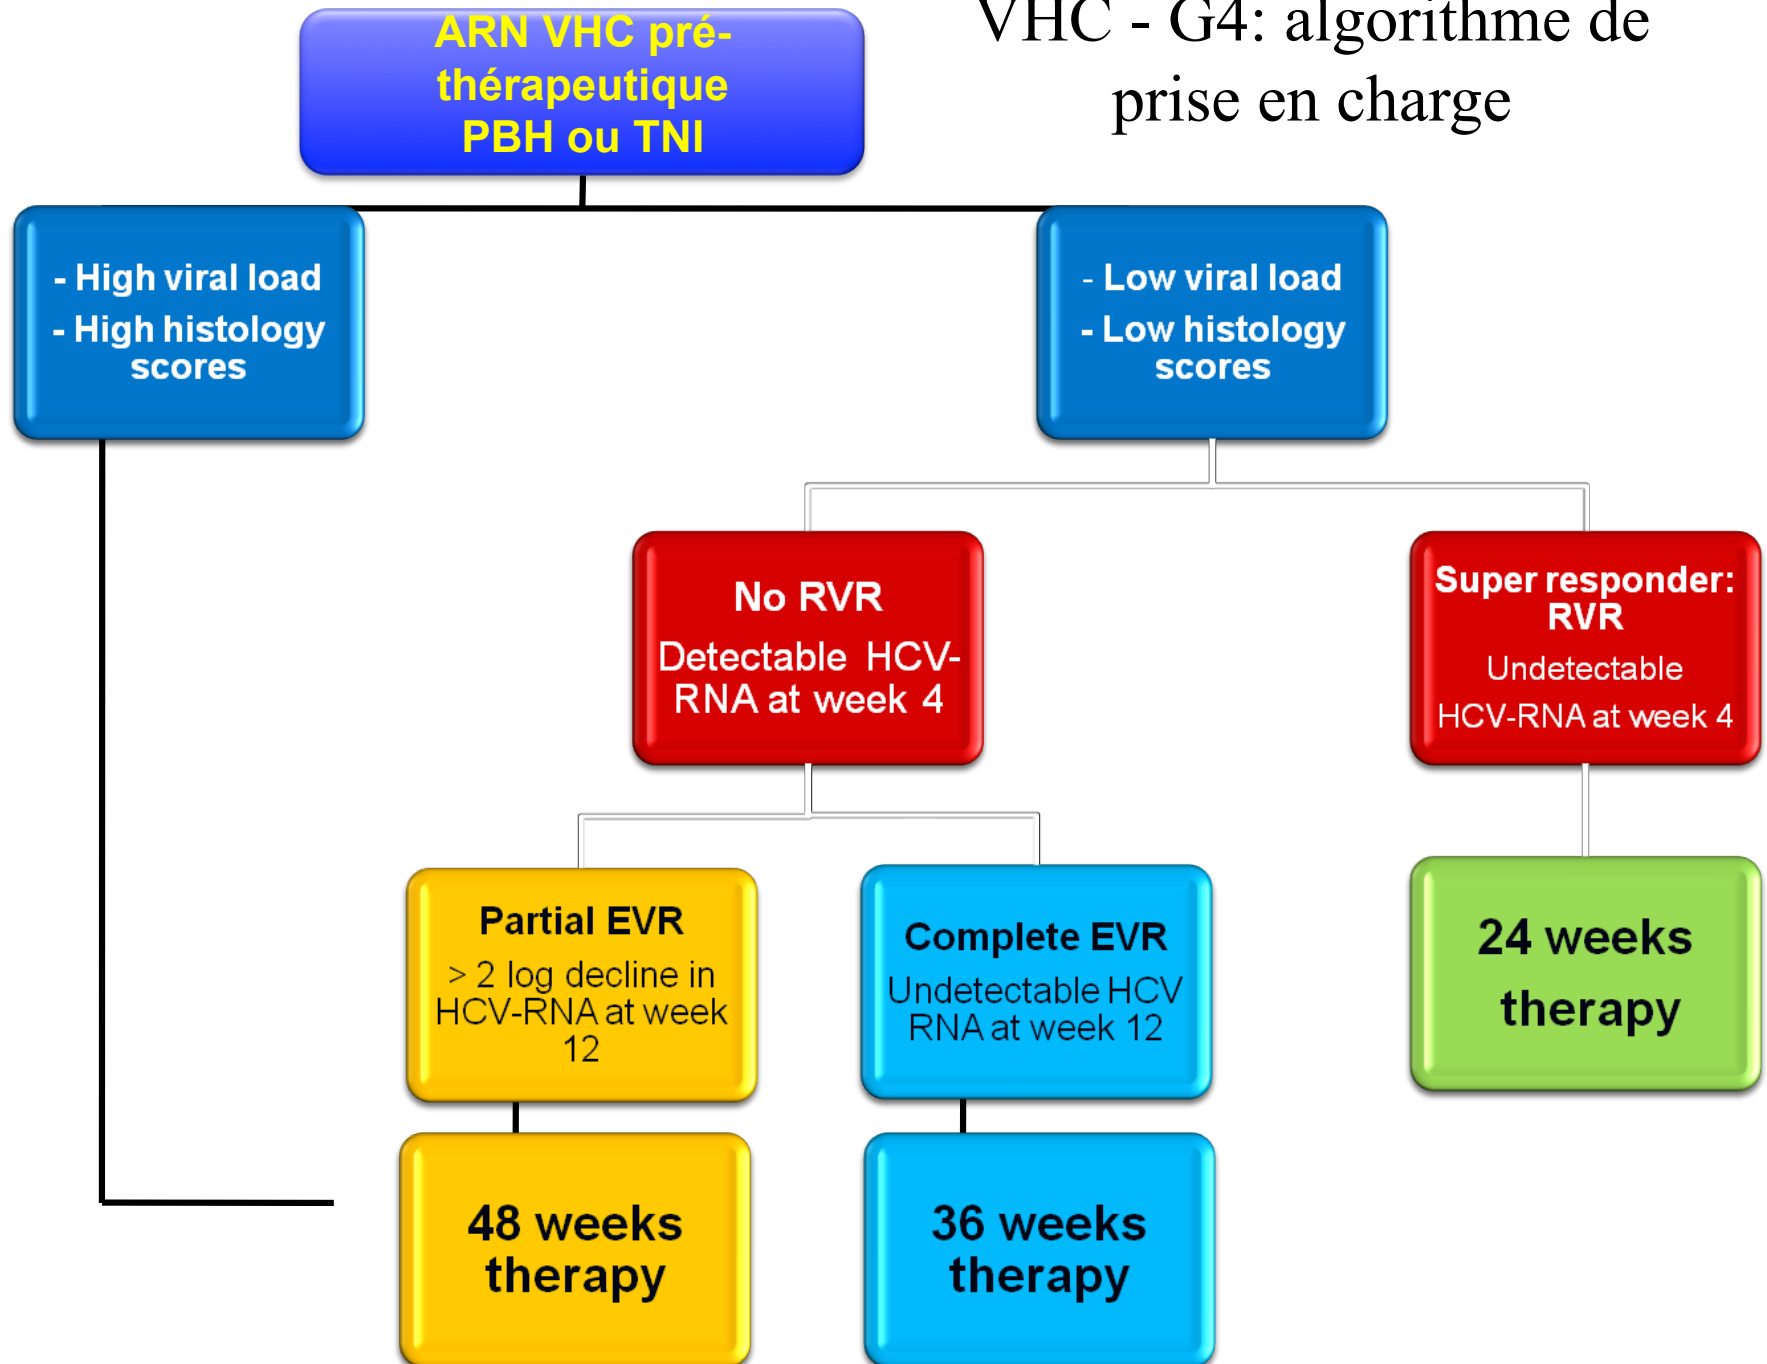 VHC - G4: algorithme de
prise en charge
ARN VHC pré-
thérapeutique
PBH ou TNI
- High viral load
- High histology
scores
- Low viral load
- Low histology
scores
No RVR
Detectable HCV-
RNA at week 4
Super responder:
RVR
Undetectable
HCV-RNA at week 4
Partial EVR
> 2 log decline in
HCV-RNA at week
12
Complete EVR
Undetectable HCV
RNA at week 12
24 weeks
therapy
48 weeks
therapy
36 weeks
therapy